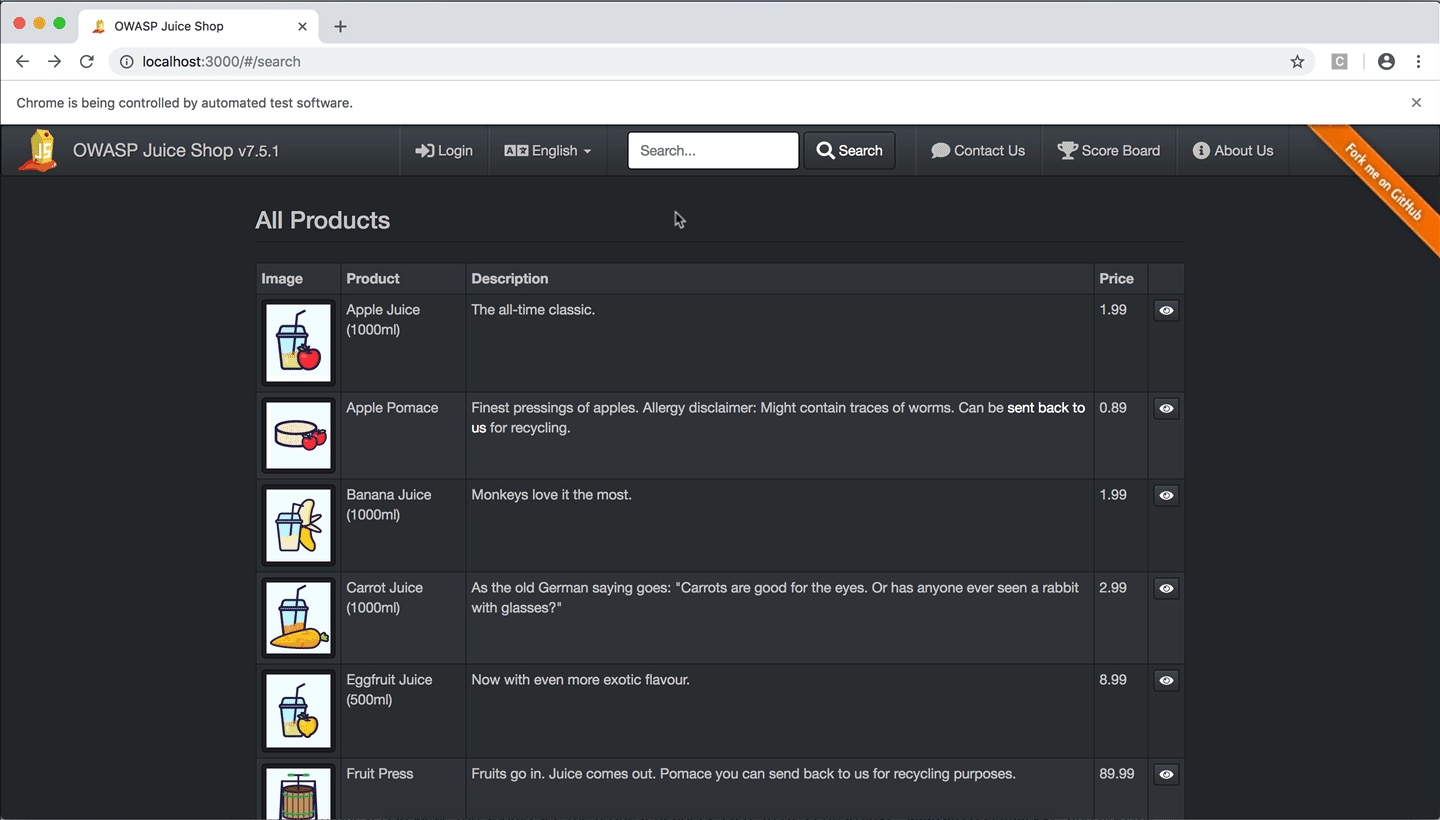 OWASP Juice Shop
localhost:3000/#/search
C
Chrome is being controlled by automated test software.
JS
OWASP Juice Shop v7.5.1
Login
English
Search...
Search
Contact Us
Score Board
About Us
Fork me on GitHub
All Products
Image Product Description Price
Apple Juice The all-time classic. 1.99
(1000ml)
Apple Pomace Finest pressings of apples. Allergy disclaimer: Might contain traces of worms. Can be sent back to 0.89
us for recycling.
Banana Juice Monkeys love it the most. 1.99
(1000ml)
Carrot Juice As the old German saying goes: "Carrots are good for the eyes. Or has anyone ever seen a rabbit 2.99
(1000ml) with glasses?"
Eggfruit Juice Now with even more exotic flavour. 8.99
(500ml)
Fruit Press Fruits go in. Juice comes out. Pomace you can send back to us for recycling purposes. 89.99